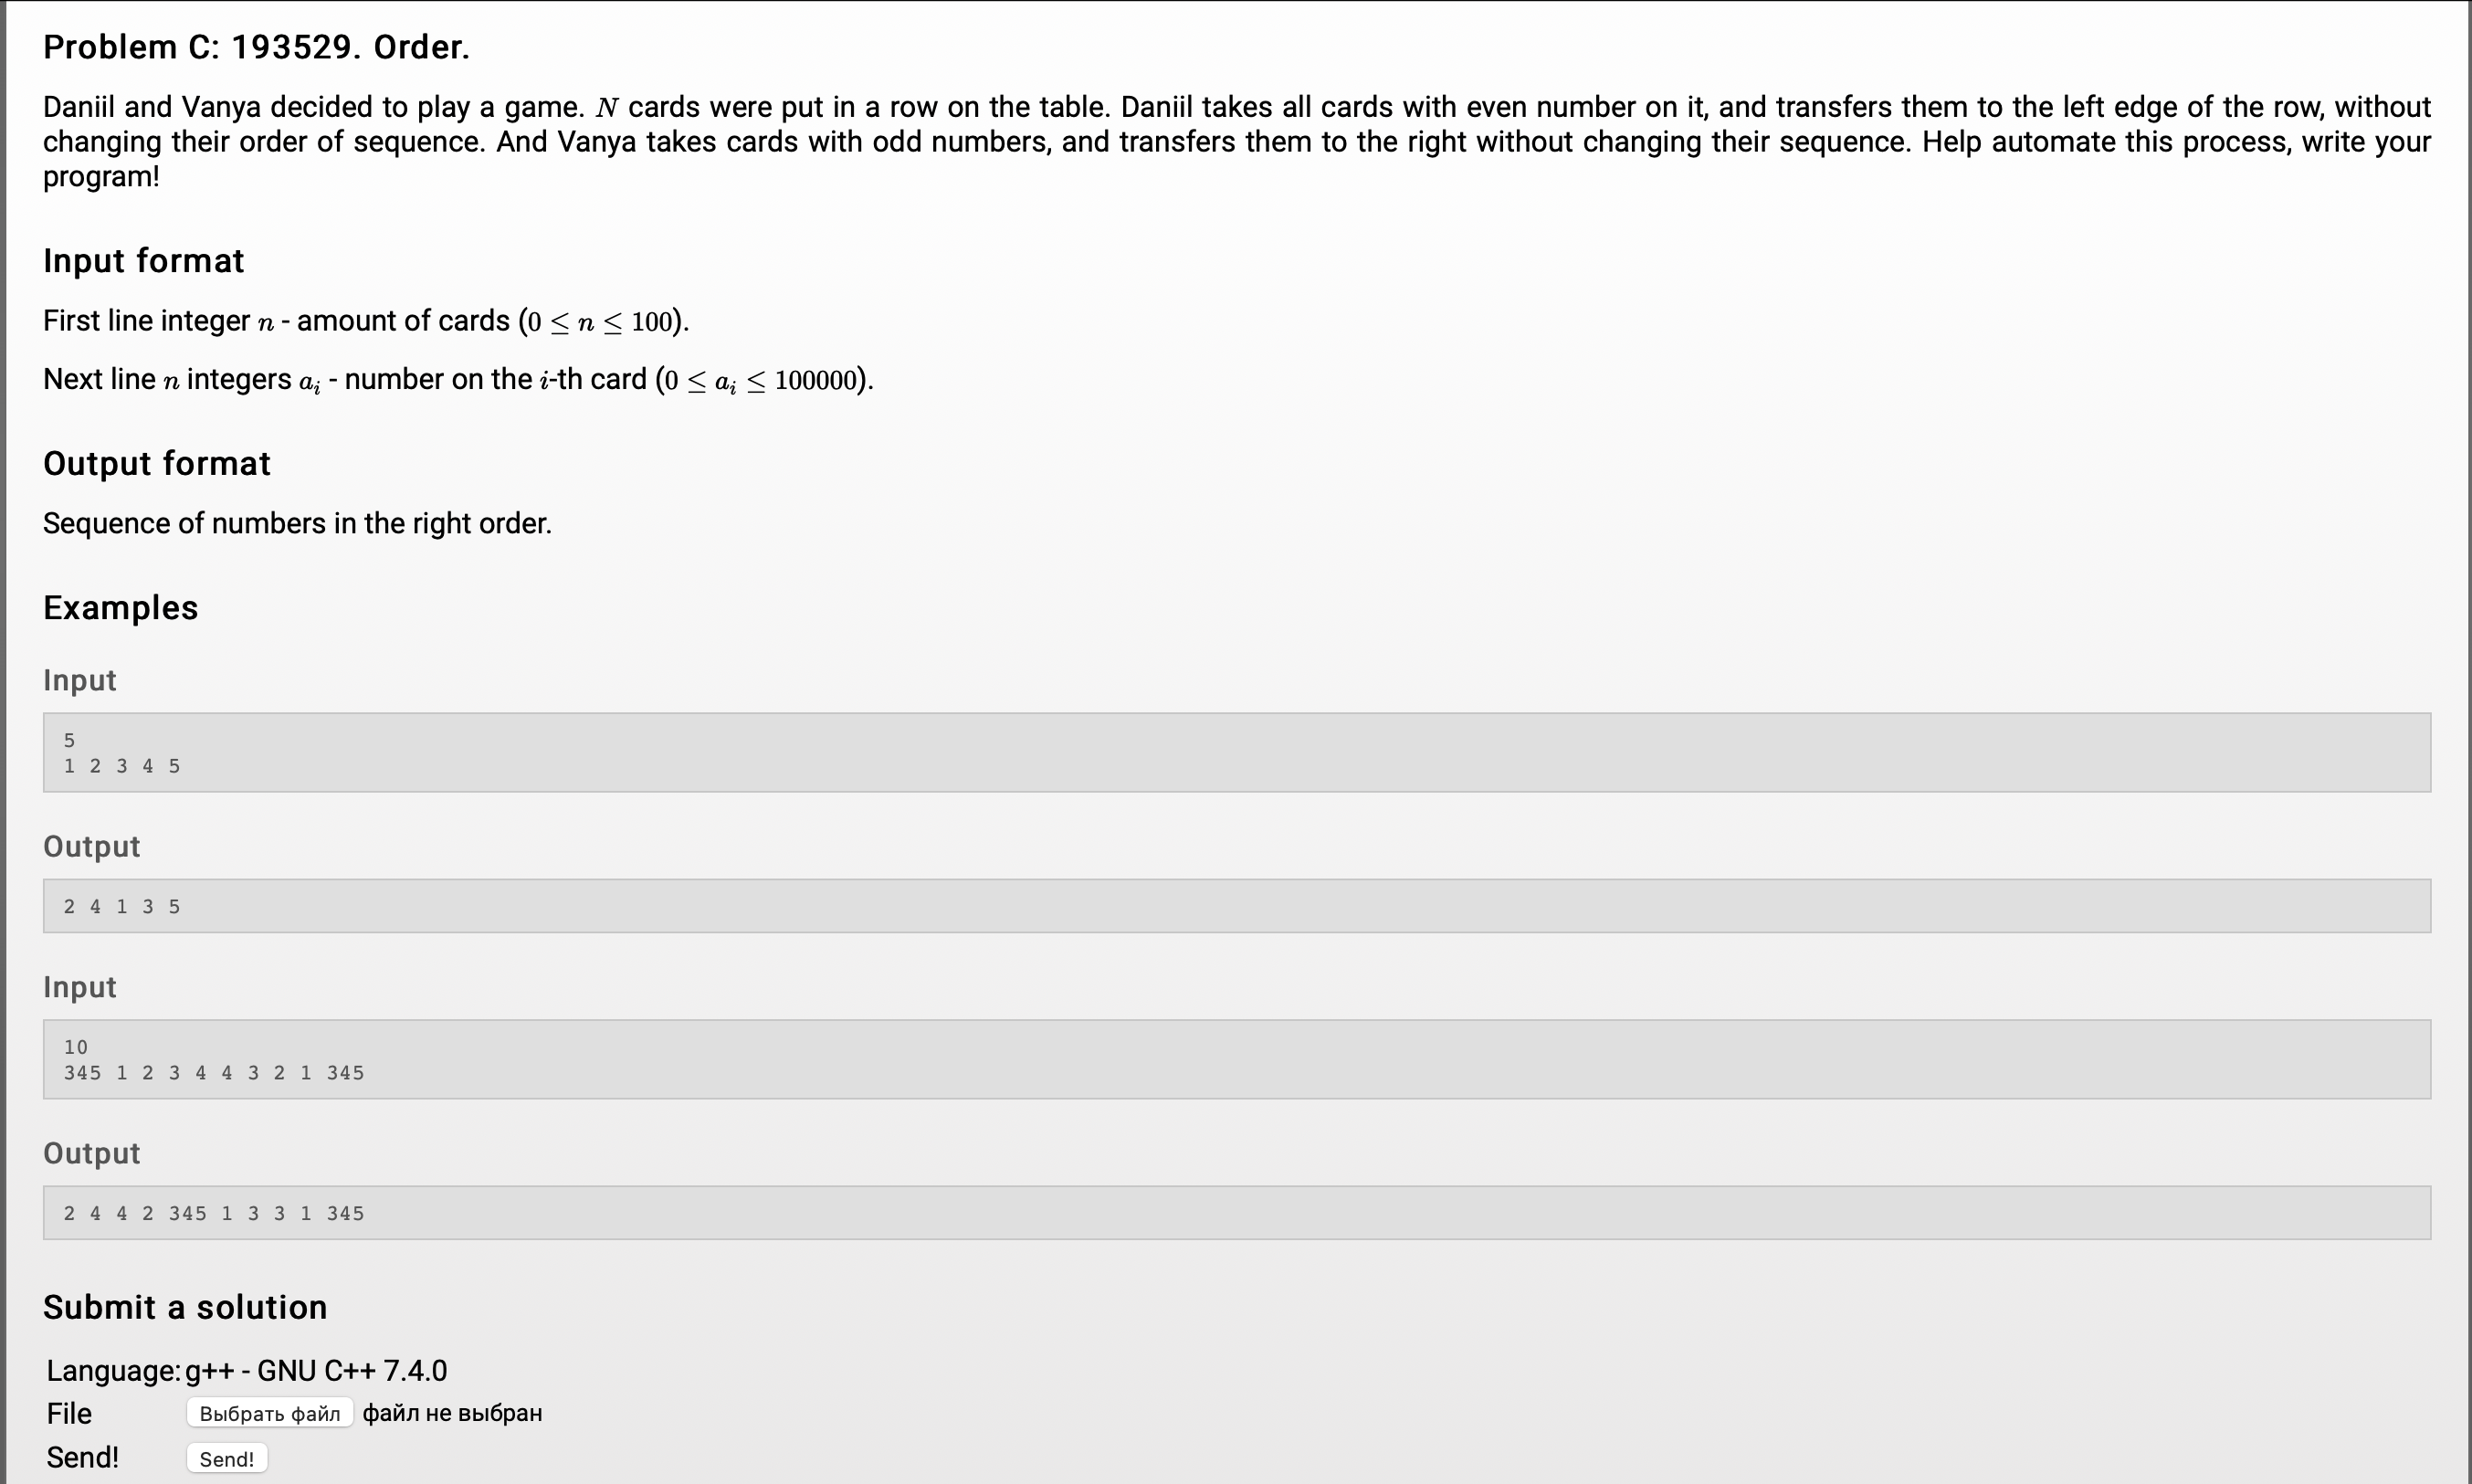 Problem C: 193529. Order.
Daniil and Vanya decided to play a game. N cards were put in a row on the table. Daniil takes all cards with even number on it, and transfers them to the left edge of the row, without
changing their order of sequence. And Vanya takes cards with odd numbers, and transfers them to the right without changing their sequence. Help automate this process, write your
program!
Input format
First line integer n - amount of cards (0 ≤ n ≤ 100).
Next line n integers aᵢ - number on the i-th card (0 ≤ aᵢ ≤ 100000).
Output format
Sequence of numbers in the right order.
Examples
Input
5
1 2 3 4 5
Output
2 4 1 3 5
Input
10
345 1 2 3 4 4 3 2 1 345
Output
2 4 4 2 345 1 3 3 1 345
Submit a solution
Language: g++ - GNU C++ 7.4.0
File Выбрать файл файл не выбран
Send! Send!